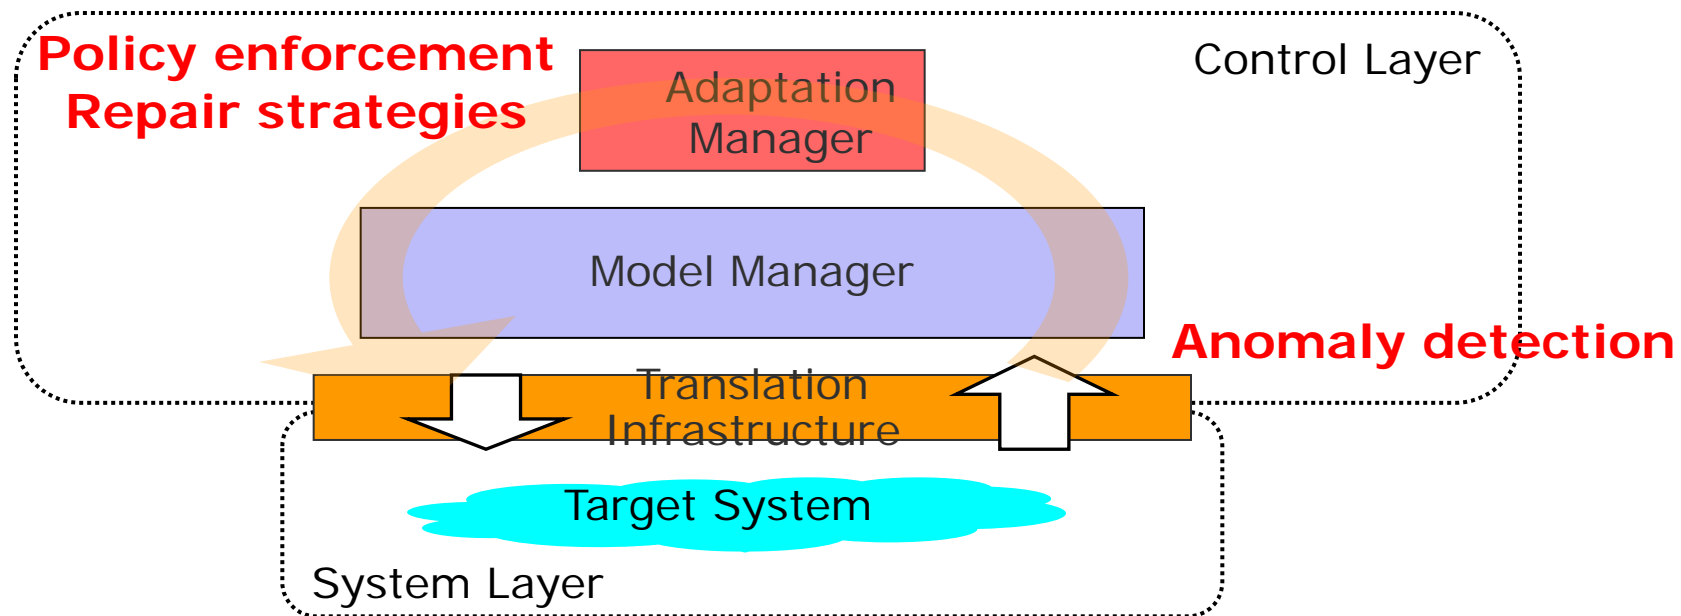 Policy enforcement
Repair strategies
Control Layer
Adaptation
Manager
Model Manager
Anomaly detection
Translation
Infrastructure
Target System
System Layer